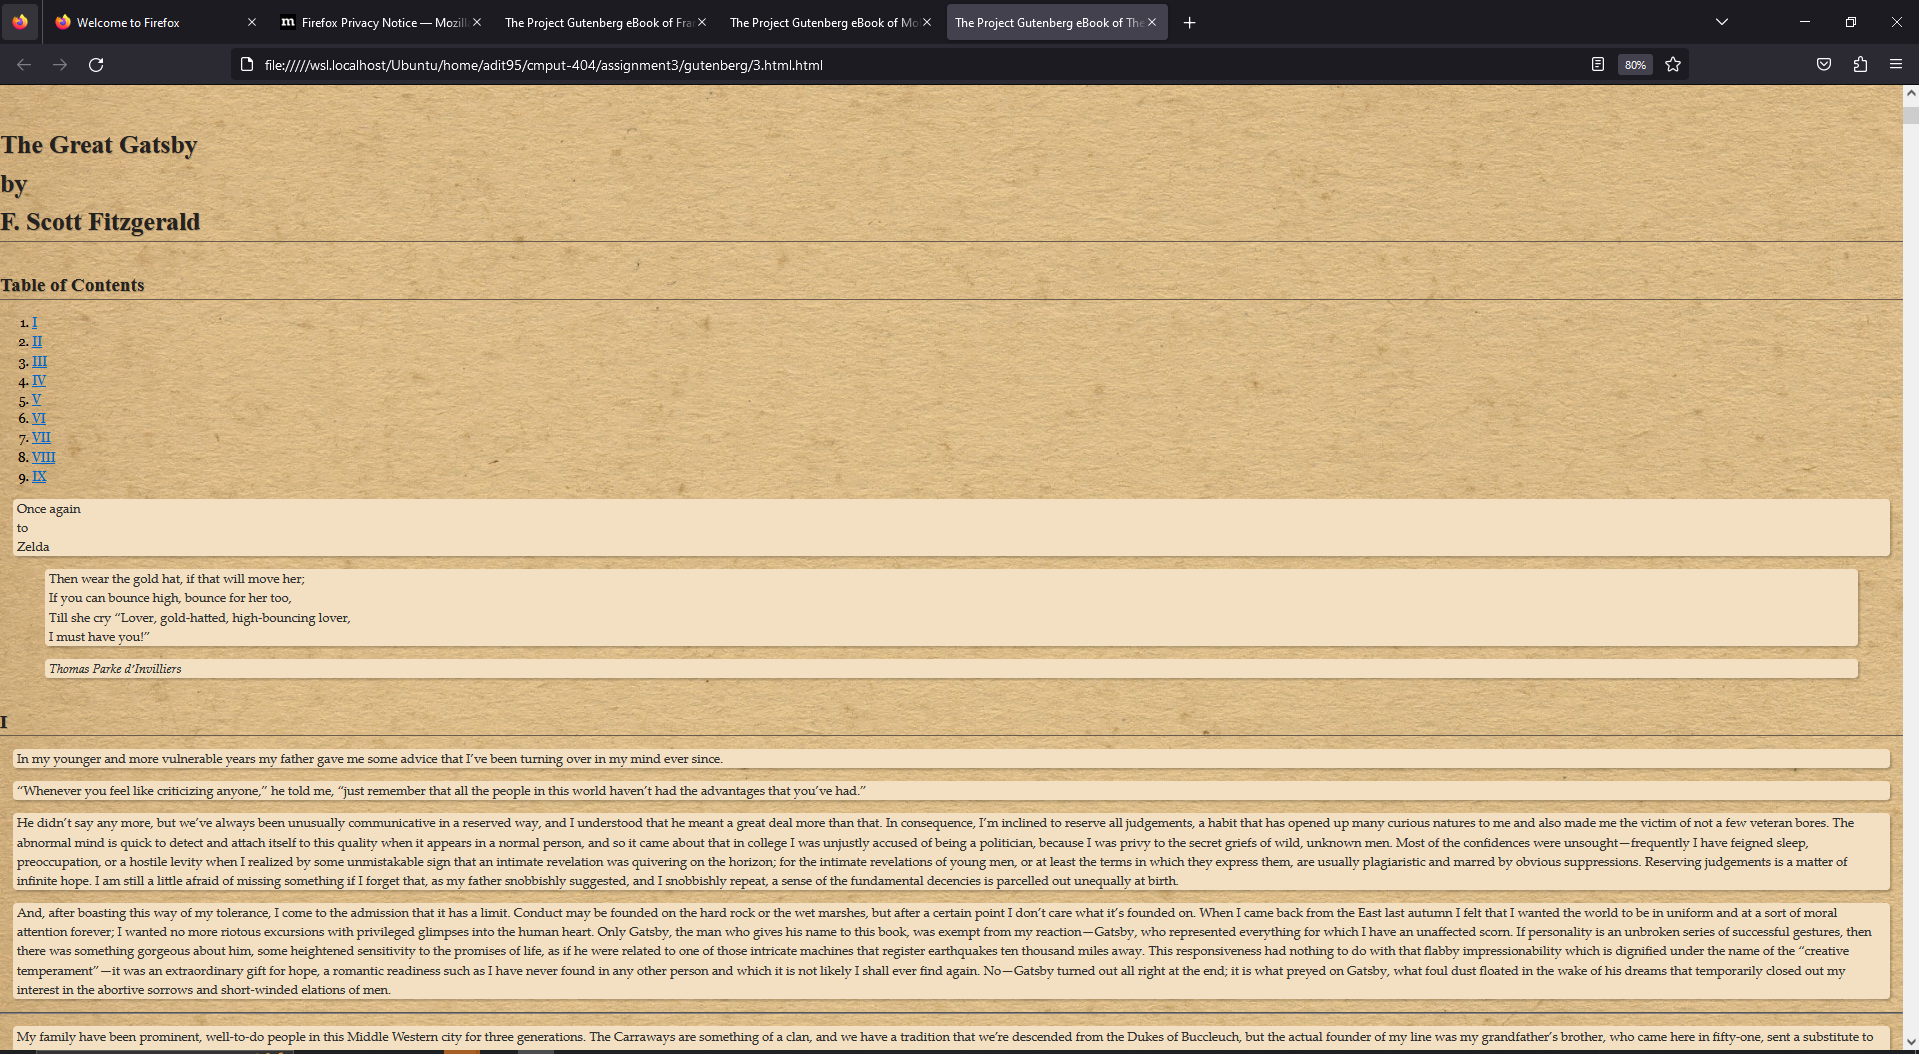 Welcome to Firefox
Firefox Privacy Notice — Mozill
The Project Gutenberg eBook of Fra
The Project Gutenberg eBook of Mo
The Project Gutenberg eBook of The
file://///wsl.localhost/Ubuntu/home/adit95/cmput-404/assignment3/gutenberg/3.html.html
80%
The Great Gatsby
by
F. Scott Fitzgerald
Table of Contents
1. I
2. II
3. III
4. IV
5. V
6. VI
7. VII
8. VIII
9. IX
Once again
to
Zelda
Then wear the gold hat, if that will move her;
If you can bounce high, bounce for her too,
Till she cry “Lover, gold-hatted, high-bouncing lover,
I must have you!”
Thomas Parke d’Invilliers
I
In my younger and more vulnerable years my father gave me some advice that I’ve been turning over in my mind ever since.
“Whenever you feel like criticizing anyone,” he told me, “just remember that all the people in this world haven’t had the advantages that you’ve had.”
He didn’t say any more, but we’ve always been unusually communicative in a reserved way, and I understood that he meant a great deal more than that. In consequence, I’m inclined to reserve all judgements, a habit that has opened up many curious natures to me and also made me the victim of not a few veteran bores. The
abnormal mind is quick to detect and attach itself to this quality when it appears in a normal person, and so it came about that in college I was unjustly accused of being a politician, because I was privy to the secret griefs of wild, unknown men. Most of the confidences were unsought—frequently I have feigned sleep,
preoccupation, or a hostile levity when I realized by some unmistakable sign that an intimate revelation was quivering on the horizon; for the intimate revelations of young men, or at least the terms in which they express them, are usually plagiaristic and marred by obvious suppressions. Reserving judgements is a matter of
infinite hope. I am still a little afraid of missing something if I forget that, as my father snobbishly suggested, and I snobbishly repeat, a sense of the fundamental decencies is parcelled out unequally at birth.
And, after boasting this way of my tolerance, I come to the admission that it has a limit. Conduct may be founded on the hard rock or the wet marshes, but after a certain point I don’t care what it’s founded on. When I came back from the East last autumn I felt that I wanted the world to be in uniform and at a sort of moral
attention forever; I wanted no more riotous excursions with privileged glimpses into the human heart. Only Gatsby, the man who gives his name to this book, was exempt from my reaction—Gatsby, who represented everything for which I have an unaffected scorn. If personality is an unbroken series of successful gestures, then
there was something gorgeous about him, some heightened sensitivity to the promises of life, as if he were related to one of those intricate machines that register earthquakes ten thousand miles away. This responsiveness had nothing to do with that flabby impressionability which is dignified under the name of the “creative
temperament”—it was an extraordinary gift for hope, a romantic readiness such as I have never found in any other person and which it is not likely I shall ever find again. No—Gatsby turned out all right at the end; it is what preyed on Gatsby, what foul dust floated in the wake of his dreams that temporarily closed out my
interest in the abortive sorrows and short-winded elations of men.
My family have been prominent, well-to-do people in this Middle Western city for three generations. The Carraways are something of a clan, and we have a tradition that we’re descended from the Dukes of Buccleuch, but the actual founder of my line was my grandfather’s brother, who came here in fifty-one, sent a substitute to